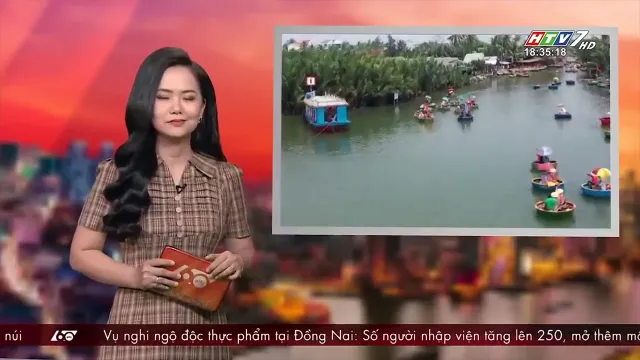 HTV7 HD
18:35:18
núi
60
Vụ nghi ngộ độc thực phẩm tại Đồng Nai: Số người nhập viện tăng lên 250, mở thêm